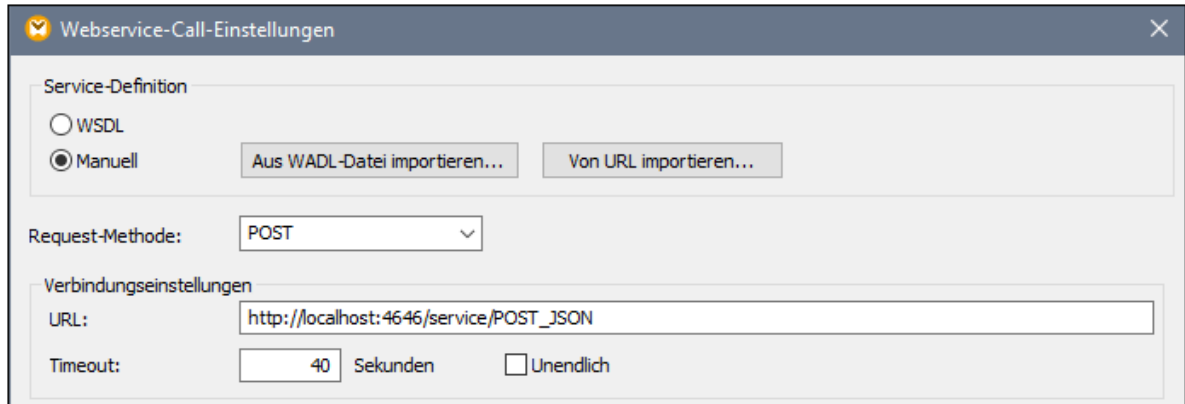 Webservice-Call-Einstellungen
Service-Definition
WSDL
Manuell Aus WADL-Datei importieren... Von URL importieren...
Request-Methode: POST
Verbindungseinstellungen
URL: http://localhost:4646/service/POST_JSON
Timeout: 40 Sekunden Unendlich